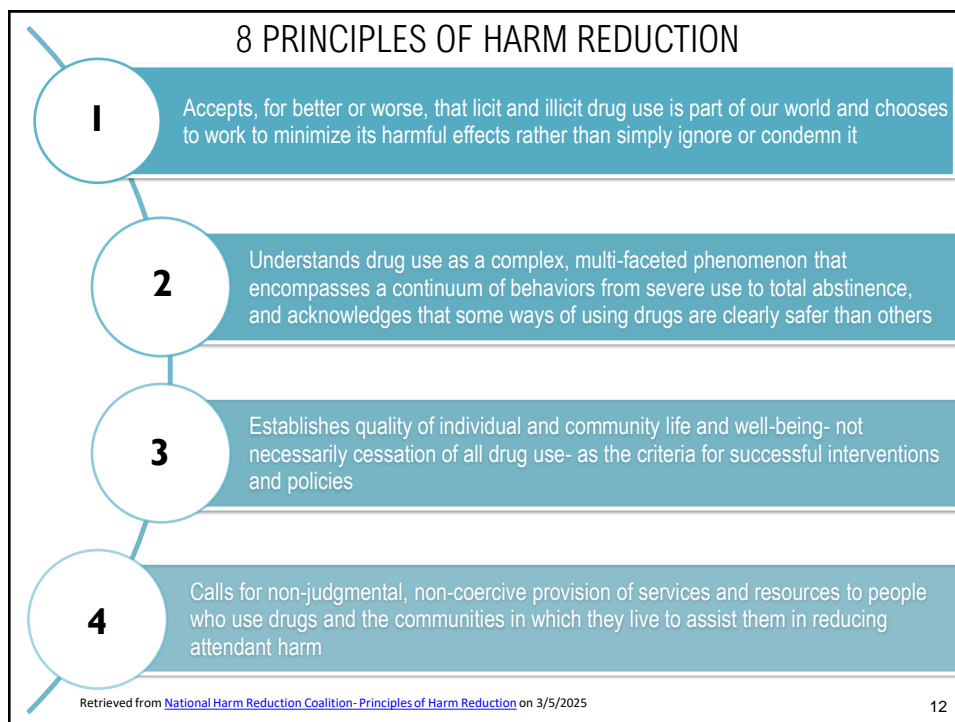 8 PRINCIPLES OF HARM REDUCTION
1
Accepts, for better or worse, that licit and illicit drug use is part of our world and chooses
to work to minimize its harmful effects rather than simply ignore or condemn it
2
Understands drug use as a complex, multi-faceted phenomenon that
encompasses a continuum of behaviors from severe use to total abstinence,
and acknowledges that some ways of using drugs are clearly safer than others
3
Establishes quality of individual and community life and well-being- not
necessarily cessation of all drug use- as the criteria for successful interventions
and policies
4
Calls for non-judgmental, non-coercive provision of services and resources to people
who use drugs and the communities in which they live to assist them in reducing
attendant harm
Retrieved from National Harm Reduction Coalition- Principles of Harm Reduction on 3/5/2025
12